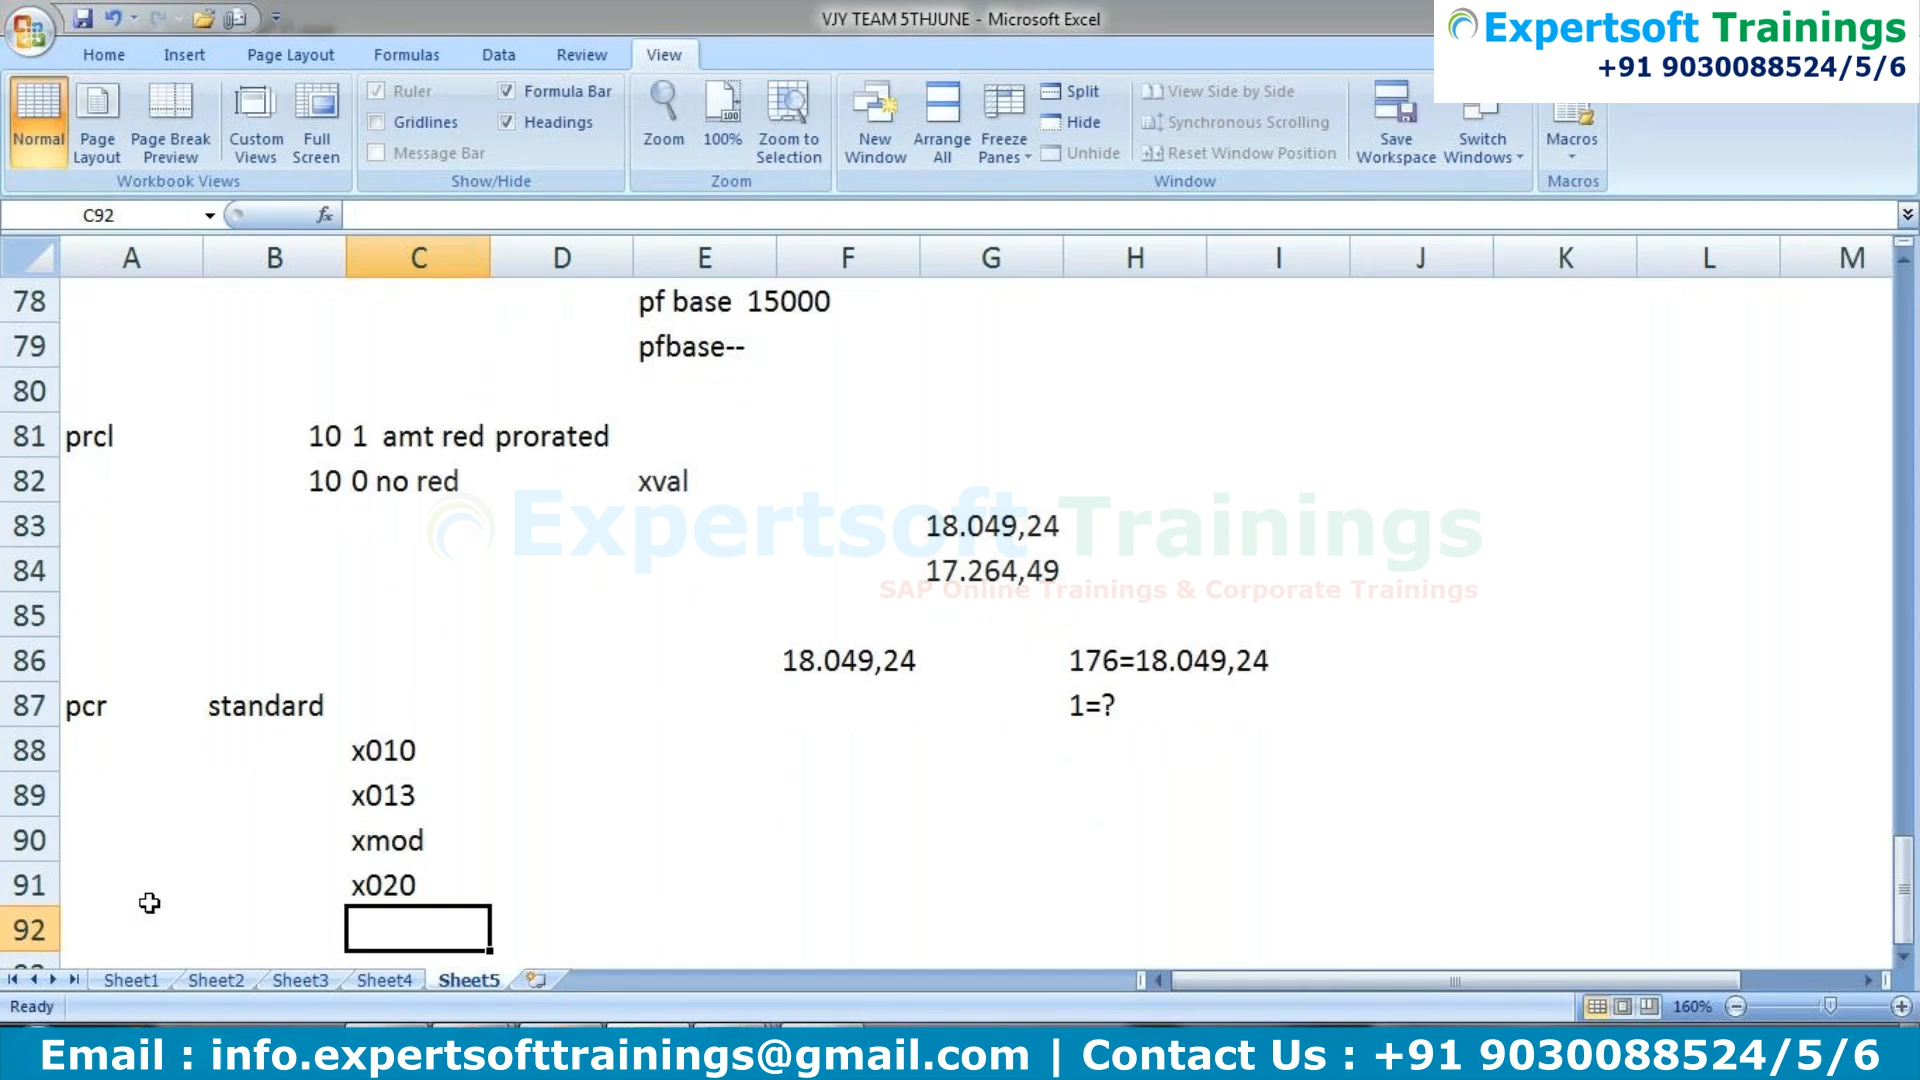 VJY TEAM 5THJUNE - Microsoft Excel
Expertsoft Trainings
+91 9030088524/5/6
Home Insert Page Layout Formulas Data Review View
Normal
Page Layout
Page Break Preview
Custom Views
Full Screen
Workbook Views
Ruler
Gridlines
Message Bar
Formula Bar
Headings
Show/Hide
Zoom
100%
Zoom to Selection
Zoom
New Window
Arrange All
Freeze Panes
Split
Hide
Unhide
View Side by Side
Synchronous Scrolling
Reset Window Position
Window
Save Workspace
Switch Windows
Macros
Macros
C92 fx
A B C D E F G H I J K L M
78 pf base 15000
79 pfbase--
80
81 prcl 10 1 amt red prorated
82 10 0 no red xval
83 18.049,24
84 17.264,49
85
86 18.049,24 176=18.049,24
87 pcr standard 1=?
88 x010
89 x013
90 xmod
91 x020
92
Expertsoft Trainings
SAP Online Trainings & Corporate Trainings
Sheet1 Sheet2 Sheet3 Sheet4 Sheet5
Ready 160%
Email : info.expertsofttrainings@gmail.com | Contact Us : +91 9030088524/5/6